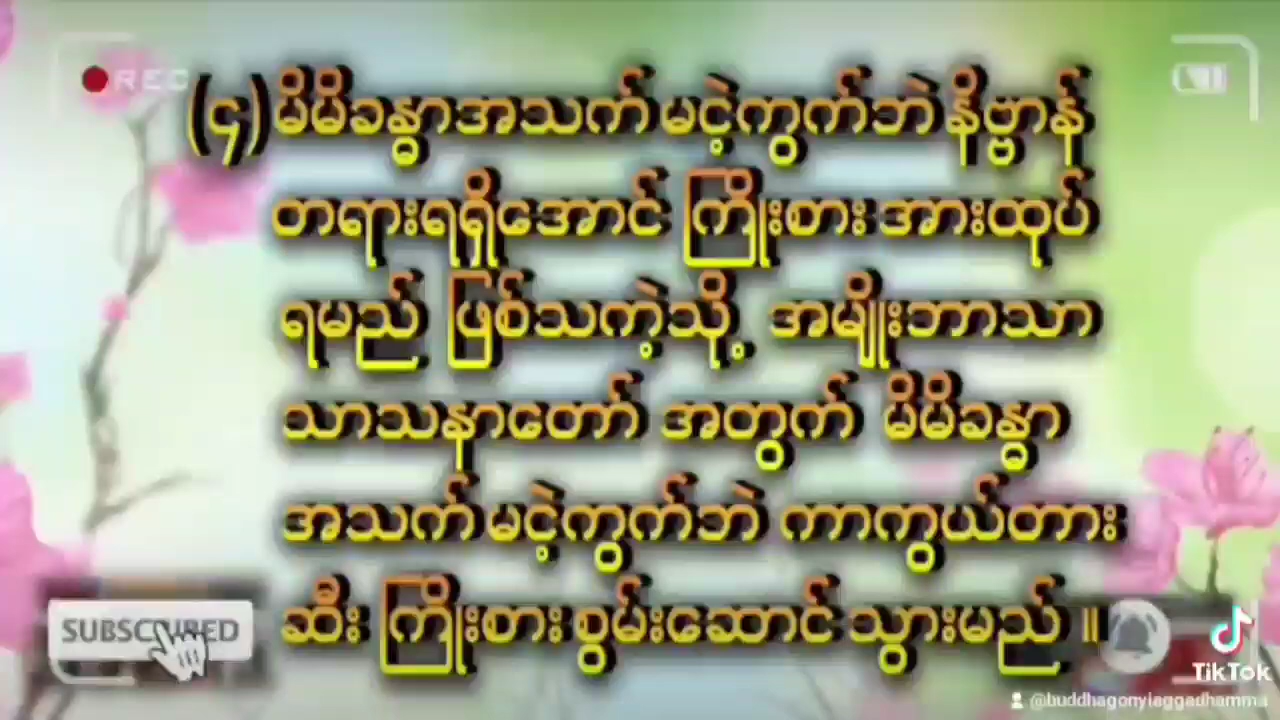 REC
(၄) မိမိခန္ဓာအသက် မငဲ့ကွက်ဘဲ နိဗ္ဗာန်
တရားရရှိအောင် ကြိုးစားအားထုပ်
ရမည် ဖြစ်သကဲ့သို့ အမျိုးဘာသာ
သာသနာတော် အတွက် မိမိခန္ဓာ
အသက် မငဲ့ကွက်ဘဲ ကာကွယ်တား
ဆီး ကြိုးစားစွမ်းဆောင်သွားမည် ။
SUBSCRIBED
TikTok
@buddhagonyiaggadhamma